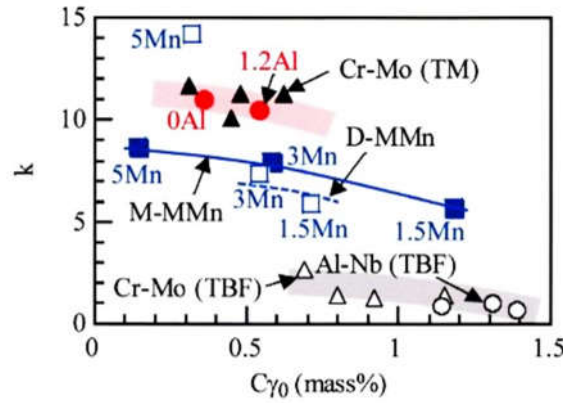 15
5Mn
1.2Al
Cr-Mo (TM)
10
0Al
D-MMn
3Mn
k
5Mn
3Mn
5
M-MMn
1.5Mn
1.5Mn
Al-Nb (TBF)
Cr-Mo (TBF)
0
0
0.5
1
1.5
Cγ₀ (mass%)